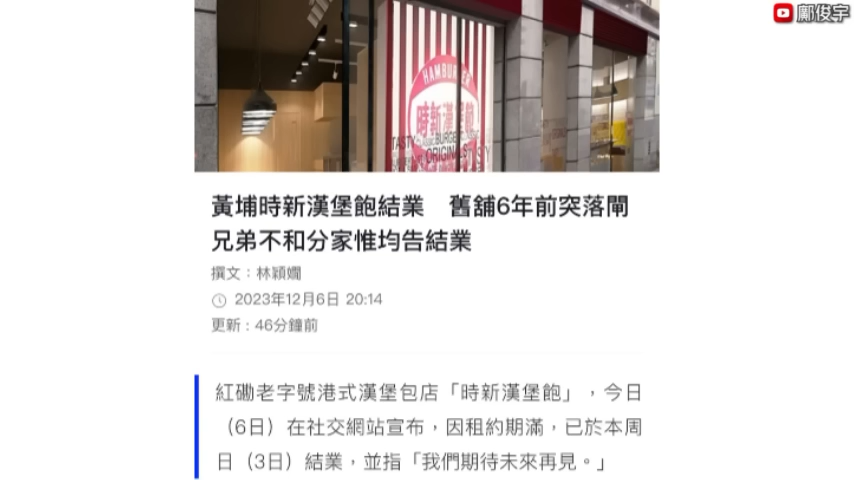 鄺俊宇
HAMBURGER
時新漢堡飽
TASTY
BURGER
ORIGINAL
黃埔時新漢堡飽結業　舊舖6年前突落閘
兄弟不和分家惟均告結業
撰文：林穎嫺
2023年12月6日 20:14
更新：46分鐘前
紅磡老字號港式漢堡包店「時新漢堡飽」，今日
（6日）在社交網站宣布，因租約期滿，已於本周
日（3日）結業，並指「我們期待未來再見。」